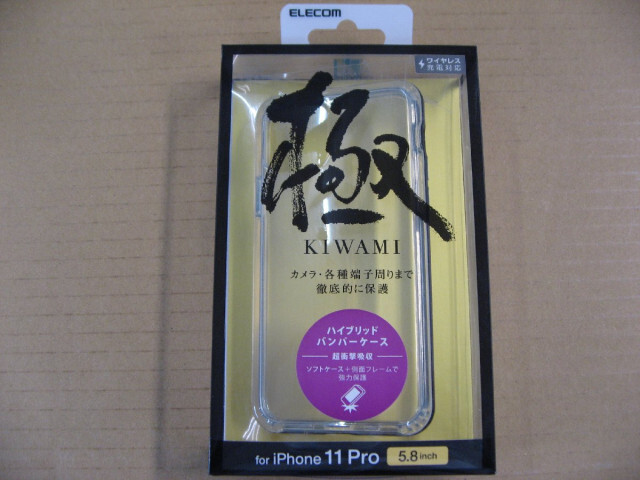 ELECOM
ワイヤレス
充電対応
極
KIWAMI
カメラ・各種端子周りまで
徹底的に保護
ハイブリッド
バンパーケース
超衝撃吸収
ソフトケース+側面フレームで
強力保護
for iPhone 11 Pro 5.8inch